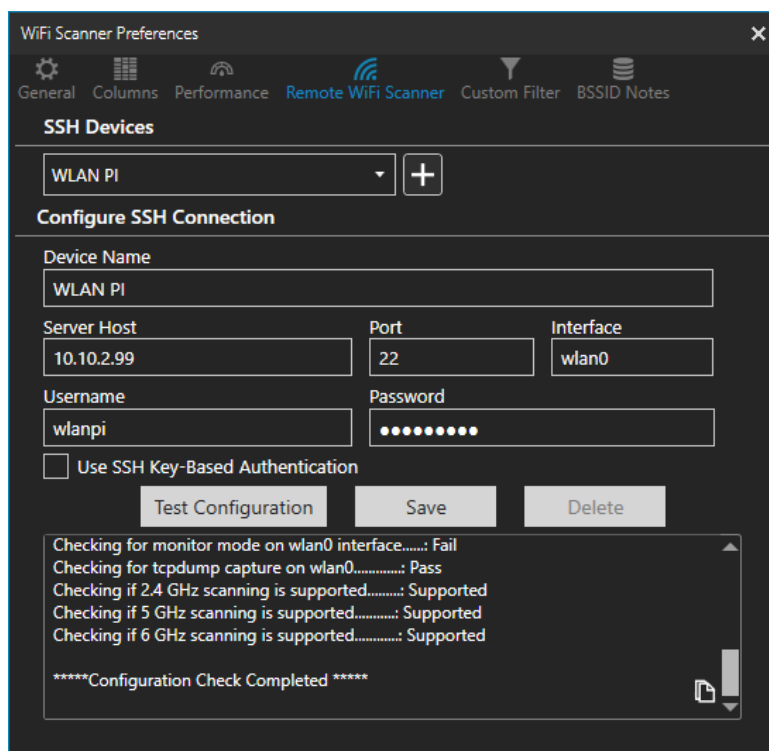 WiFi Scanner Preferences
General Columns Performance Remote WiFi Scanner Custom Filter BSSID Notes
SSH Devices
WLAN PI
Configure SSH Connection
Device Name
WLAN PI
Server Host Port Interface
10.10.2.99 22 wlan0
Username Password
wlanpi ●●●●●●●●●
Use SSH Key-Based Authentication
Test Configuration Save Delete
Checking for monitor mode on wlan0 interface......: Fail
Checking for tcpdump capture on wlan0.............: Pass
Checking if 2.4 GHz scanning is supported.........: Supported
Checking if 5 GHz scanning is supported...........: Supported
Checking if 6 GHz scanning is supported............: Supported
*****Configuration Check Completed *****